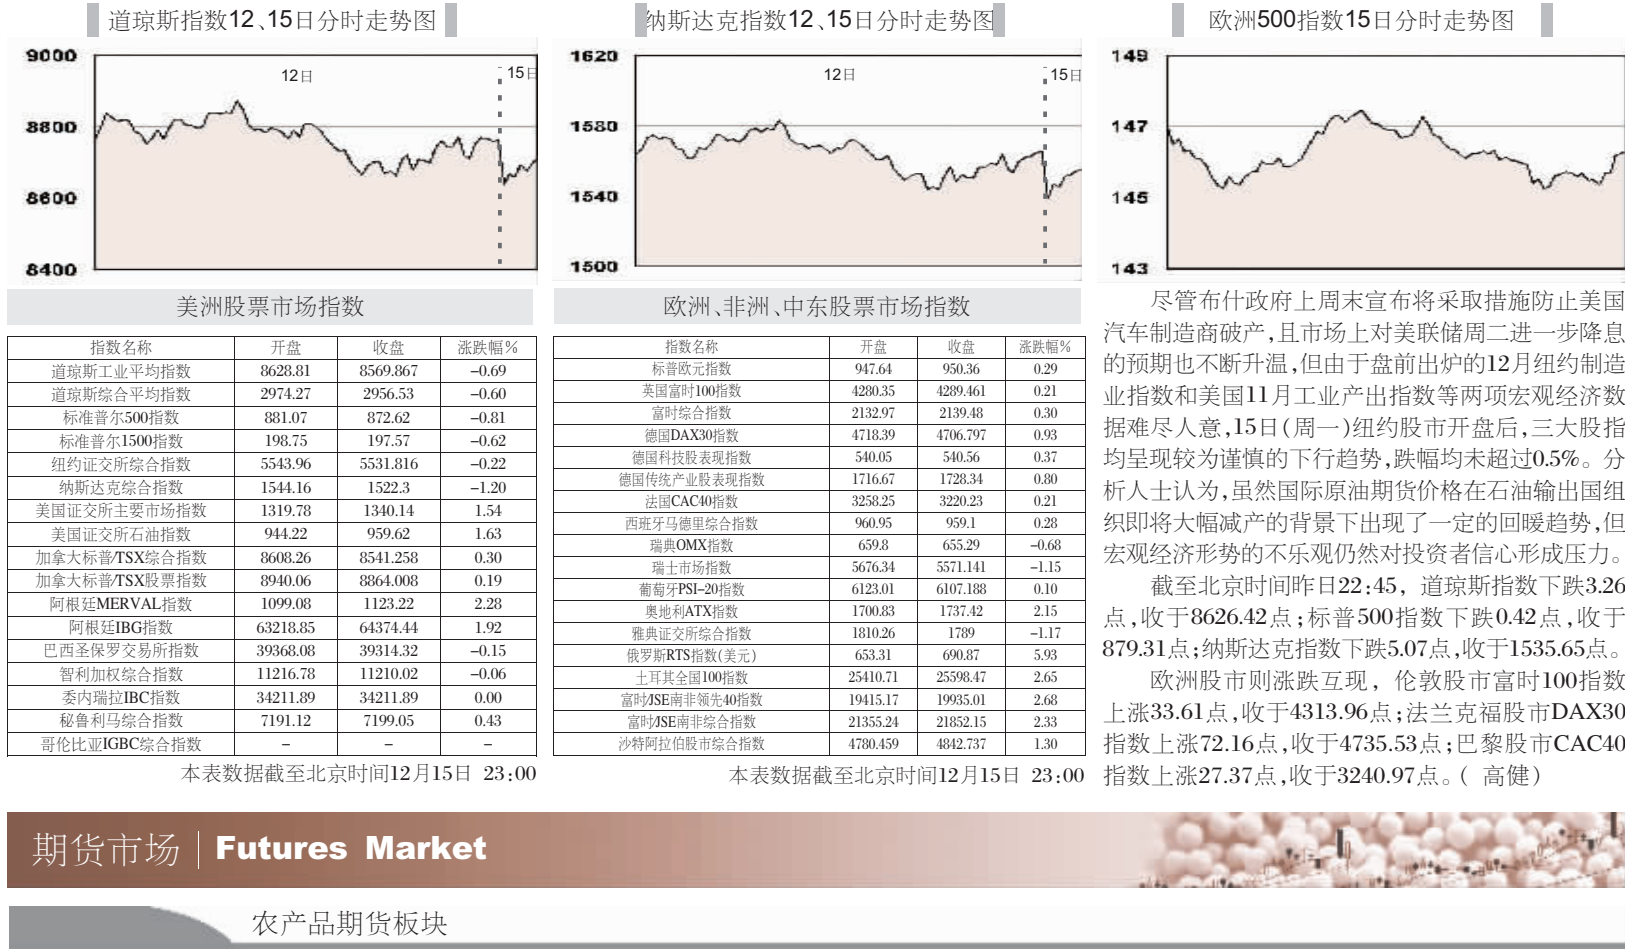 道琼斯指数12、15日分时走势图
9000
8800
8600
8400
12日
15日
纳斯达克指数12、15日分时走势图
1620
1580
1540
1500
12日
15日
欧洲500指数15日分时走势图
149
147
145
143
美洲股票市场指数
指数名称 开盘 收盘 涨跌幅%
道琼斯工业平均指数 8628.81 8569.867 -0.69
道琼斯综合平均指数 2974.27 2956.53 -0.60
标准普尔500指数 881.07 872.62 -0.81
标准普尔1500指数 198.75 197.57 -0.62
纽约证交所综合指数 5543.96 5531.816 -0.22
纳斯达克综合指数 1544.16 1522.3 -1.20
美国证交所主要市场指数 1319.78 1340.14 1.54
美国证交所石油指数 944.22 959.62 1.63
加拿大标普/TSX综合指数 8608.26 8541.258 0.30
加拿大标普/TSX股票指数 8940.06 8864.008 0.19
阿根廷MERVAL指数 1099.08 1123.22 2.28
阿根廷IBG指数 63218.85 64374.44 1.92
巴西圣保罗交易所指数 39368.08 39314.32 -0.15
智利加权综合指数 11216.78 11210.02 -0.06
委内瑞拉IBC指数 34211.89 34211.89 0.00
秘鲁利马综合指数 7191.12 7199.05 0.43
哥伦比亚IGBC综合指数 - - -
本表数据截至北京时间12月15日 23:00
欧洲、非洲、中东股票市场指数
指数名称 开盘 收盘 涨跌幅%
标普欧元指数 947.64 950.36 0.29
英国富时100指数 4280.35 4289.461 0.21
富时综合指数 2132.97 2139.48 0.30
德国DAX30指数 4718.39 4706.797 0.93
德国科技股表现指数 540.05 540.56 0.37
德国传统产业股表现指数 1716.67 1728.34 0.80
法国CAC40指数 3258.25 3220.23 0.21
西班牙马德里综合指数 960.95 959.1 0.28
瑞典OMX指数 659.8 655.29 -0.68
瑞士市场指数 5676.34 5571.141 -1.15
葡萄牙PSI-20指数 6123.01 6107.188 0.10
奥地利ATX指数 1700.83 1737.42 2.15
雅典证交所综合指数 1810.26 1789 -1.17
俄罗斯RTS指数(美元) 653.31 690.87 5.93
土耳其全国100指数 25410.71 25598.47 2.65
富时/JSE南非领先40指数 19415.17 19935.01 2.68
富时/JSE南非综合指数 21355.24 21852.15 2.33
沙特阿拉伯股市综合指数 4780.459 4842.737 1.30
本表数据截至北京时间12月15日 23:00
尽管布什政府上周末宣布将采取措施防止美国
汽车制造商破产,且市场上对美联储周二进一步降息
的预期也不断升温,但由于盘前出炉的12月纽约制造
业指数和美国11月工业产出指数等两项宏观经济数
据难尽人意,15日(周一)纽约股市开盘后,三大股指
均呈现较为谨慎的下行趋势,跌幅均未超过0.5%。分
析人士认为,虽然国际原油期货价格在石油输出国组
织即将大幅减产的背景下出现了一定的回暖趋势,但
宏观经济形势的不乐观仍然对投资者信心形成压力。
截至北京时间昨日22:45，道琼斯指数下跌3.26
点,收于8626.42点;标普500指数下跌0.42点,收于
879.31点;纳斯达克指数下跌5.07点,收于1535.65点。
欧洲股市则涨跌互现，伦敦股市富时100指数
上涨33.61点,收于4313.96点;法兰克福股市DAX30
指数上涨72.16点,收于4735.53点;巴黎股市CAC40
指数上涨27.37点,收于3240.97点。( 高健)
期货市场 Futures Market
农产品期货板块